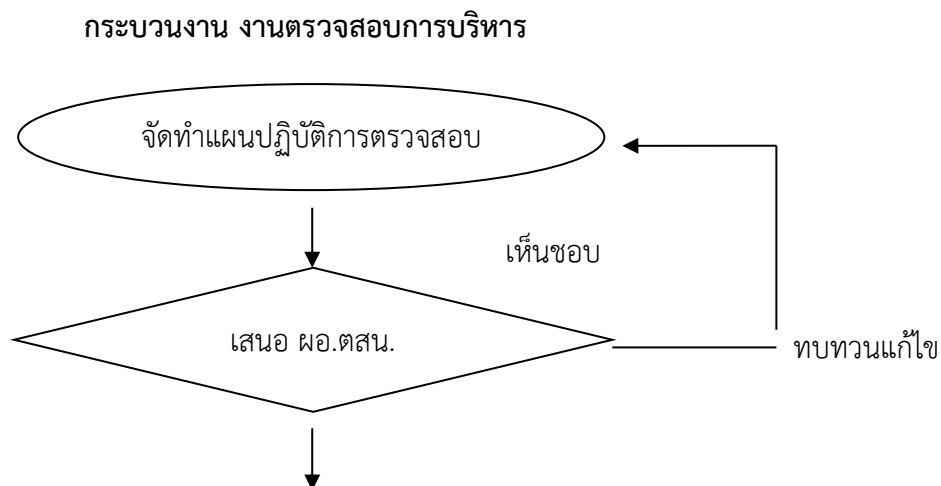 กระบวนงาน งานตรวจสอบการบริหาร
จัดทำแผนปฏิบัติการตรวจสอบ
เห็นชอบ
เสนอ ผอ.ตสน.
ทบทวนแก้ไข